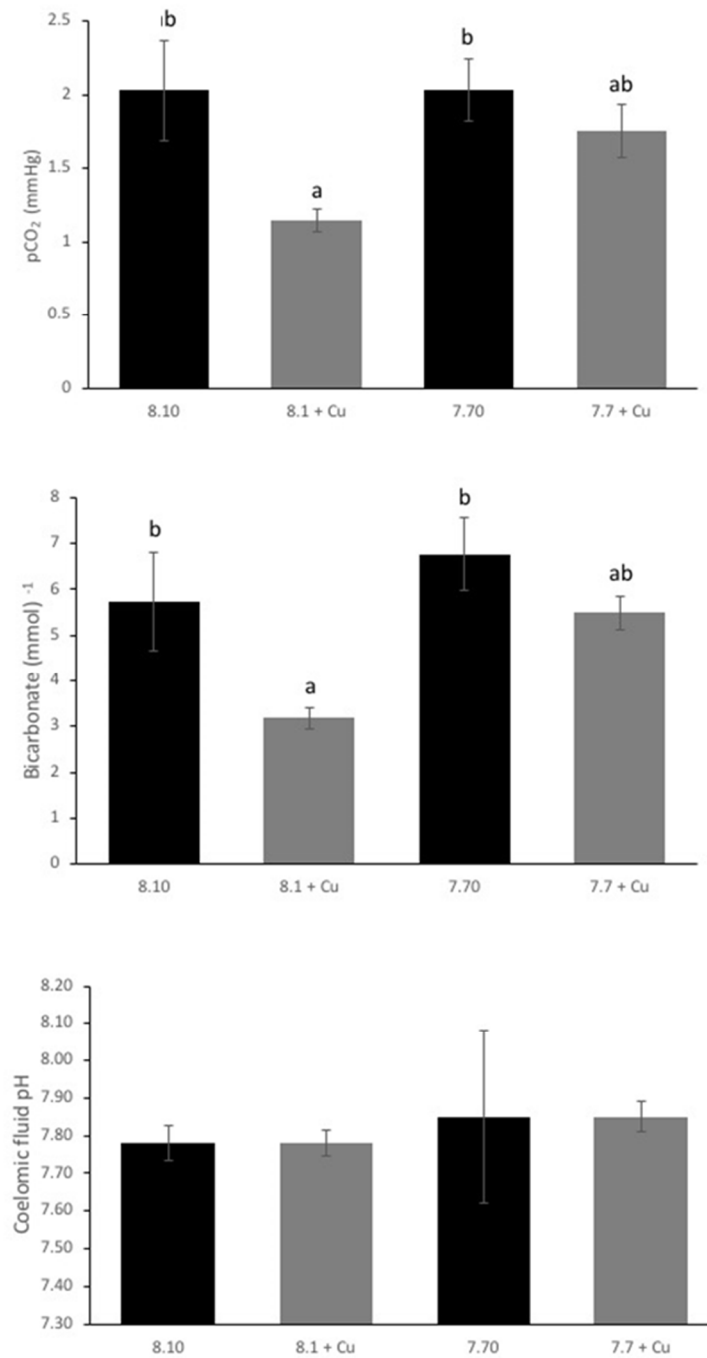 2.5
2
1.5
1
0.5
0
pCO₂ (mmHg)
b
a
b
ab
8.10
8.1 + Cu
7.70
7.7 + Cu
8
7
6
5
4
3
2
1
0
Bicarbonate (mmol) ⁻¹
b
a
b
ab
8.10
8.1 + Cu
7.70
7.7 + Cu
8.20
8.10
8.00
7.90
7.80
7.70
7.60
7.50
7.40
7.30
Coelomic fluid pH
8.10
8.1 + Cu
7.70
7.7 + Cu